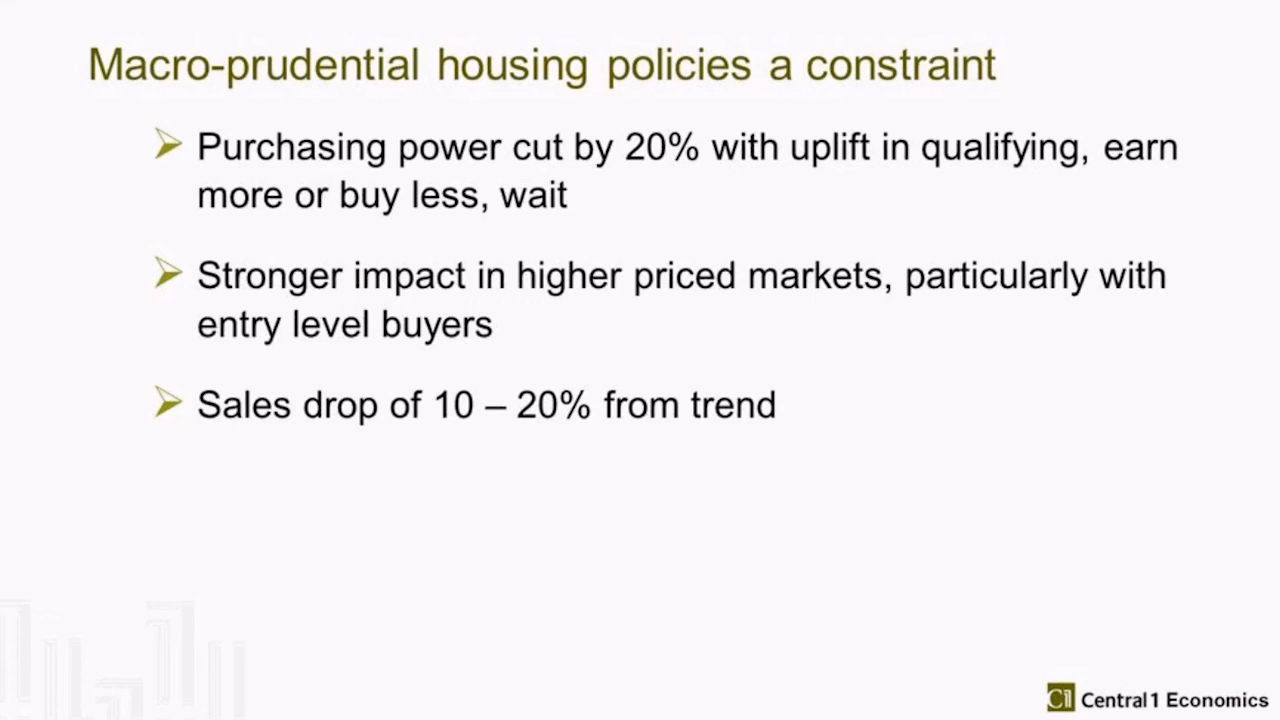 Macro-prudential housing policies a constraint
Purchasing power cut by 20% with uplift in qualifying, earn
more or buy less, wait
Stronger impact in higher priced markets, particularly with
entry level buyers
Sales drop of 10 – 20% from trend
C1 Central 1 Economics